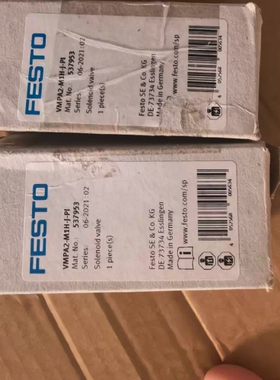 FESTO
VMPA2-M1H-J-PI
Mat. No.: 537953
Series: 06-2021 02
Solenoid valve
1 piece(s)
Festo SE & Co. KG
DE-73734 Esslingen
Made in Germany
www.festo.com/sp
FESTO
VMPA2-M1H-J-PI
Mat. No.: 537953
Series: 06-2021 02
Solenoid valve
1 piece(s)
Festo SE & Co. KG
DE-73734 Esslingen
Made in Germany
www.festo.com/sp